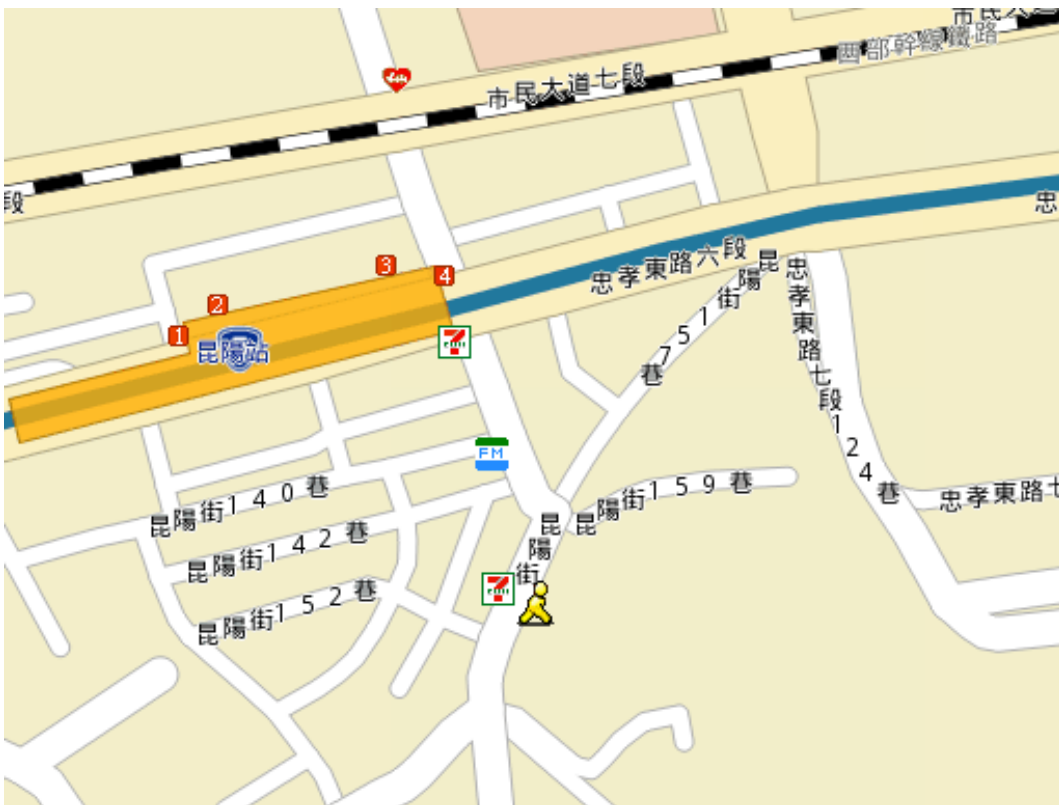 市民大
西部幹線鐵路
市民大道七段
段
忠
忠孝東路六段
3
4
2
1
昆陽站
7
昆陽街157巷
忠孝東路七段124巷
FM
昆陽街140巷
昆陽街159巷
忠孝東路七
昆陽街142巷
昆陽街
7
昆陽街152巷